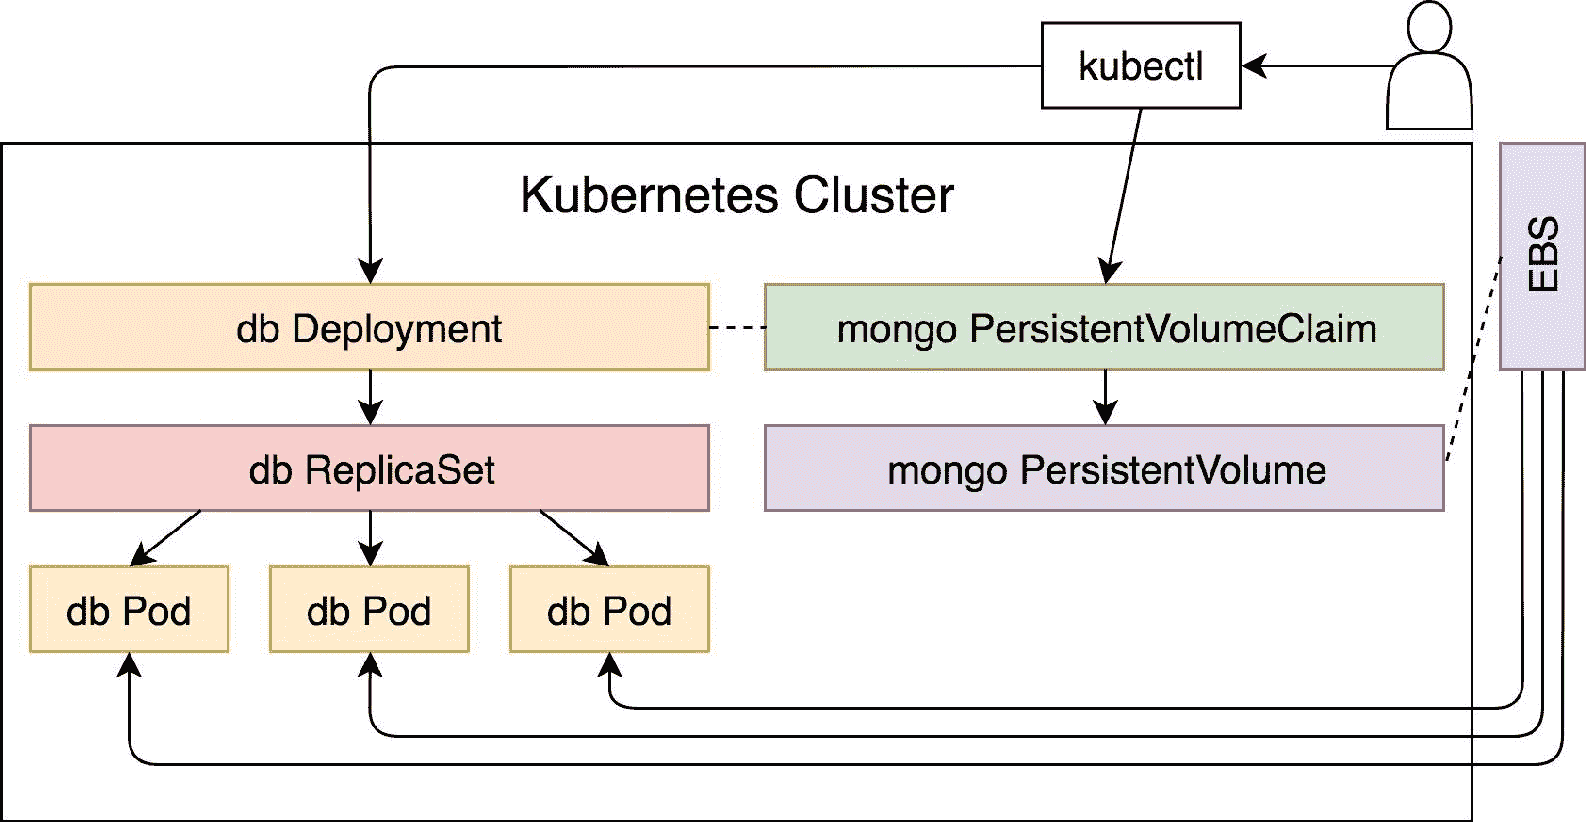 kubectl
Kubernetes Cluster
EBS
db Deployment
mongo PersistentVolumeClaim
db ReplicaSet
mongo PersistentVolume
db Pod
db Pod
db Pod